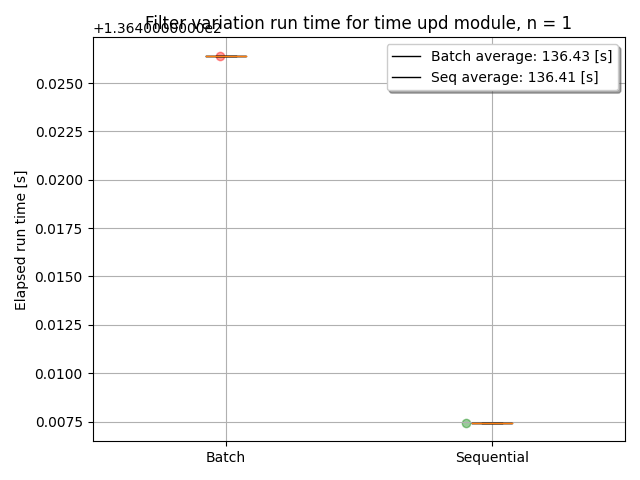 Filter variation run time for time upd module, n = 1
+1.3640000000e2
Batch average: 136.43 [s]
Seq average: 136.41 [s]
Elapsed run time [s]
0.0250
0.0225
0.0200
0.0175
0.0150
0.0125
0.0100
0.0075
Batch
Sequential